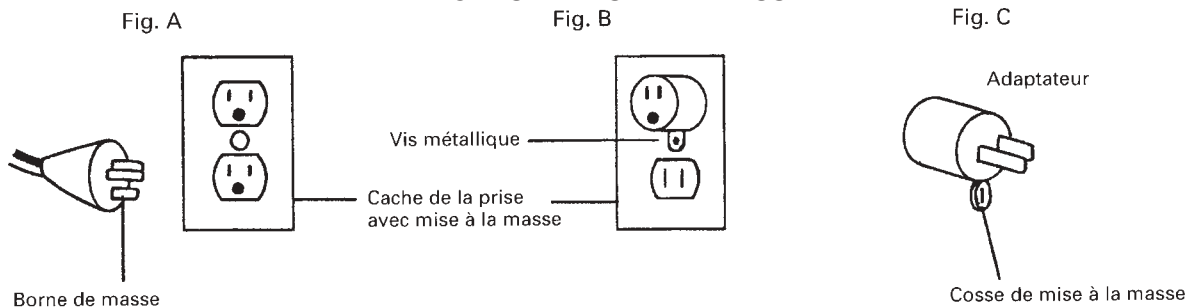 Fig. A
Fig. B
Fig. C
Adaptateur
Vis métallique
Cache de la prise
avec mise à la masse
Borne de masse
Cosse de mise à la masse